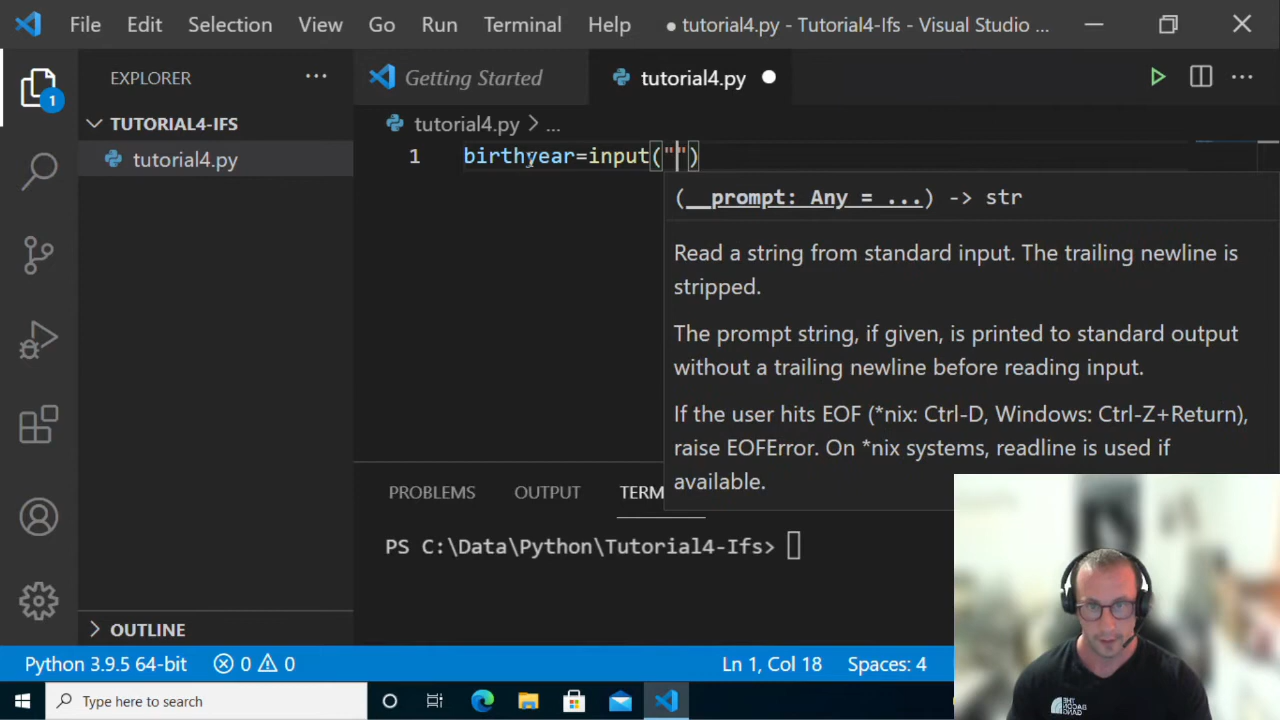 File Edit Selection View Go Run Terminal Help ● tutorial4.py - Tutorial4-Ifs - Visual Studio ...
EXPLORER ...
Getting Started
tutorial4.py ●
TUTORIAL4-IFS
tutorial4.py
tutorial4.py > ...
1 birthyear=input("")
(__prompt: Any = ...) -> str
Read a string from standard input. The trailing newline is
stripped.
The prompt string, if given, is printed to standard output
without a trailing newline before reading input.
If the user hits EOF (*nix: Ctrl-D, Windows: Ctrl-Z+Return),
raise EOFError. On *nix systems, readline is used if
available.
PROBLEMS OUTPUT TERM
PS C:\Data\Python\Tutorial4-Ifs>
1
OUTLINE
Python 3.9.5 64-bit 0 0 Ln 1, Col 18 Spaces: 4
Type here to search
THE
BACON
GANG